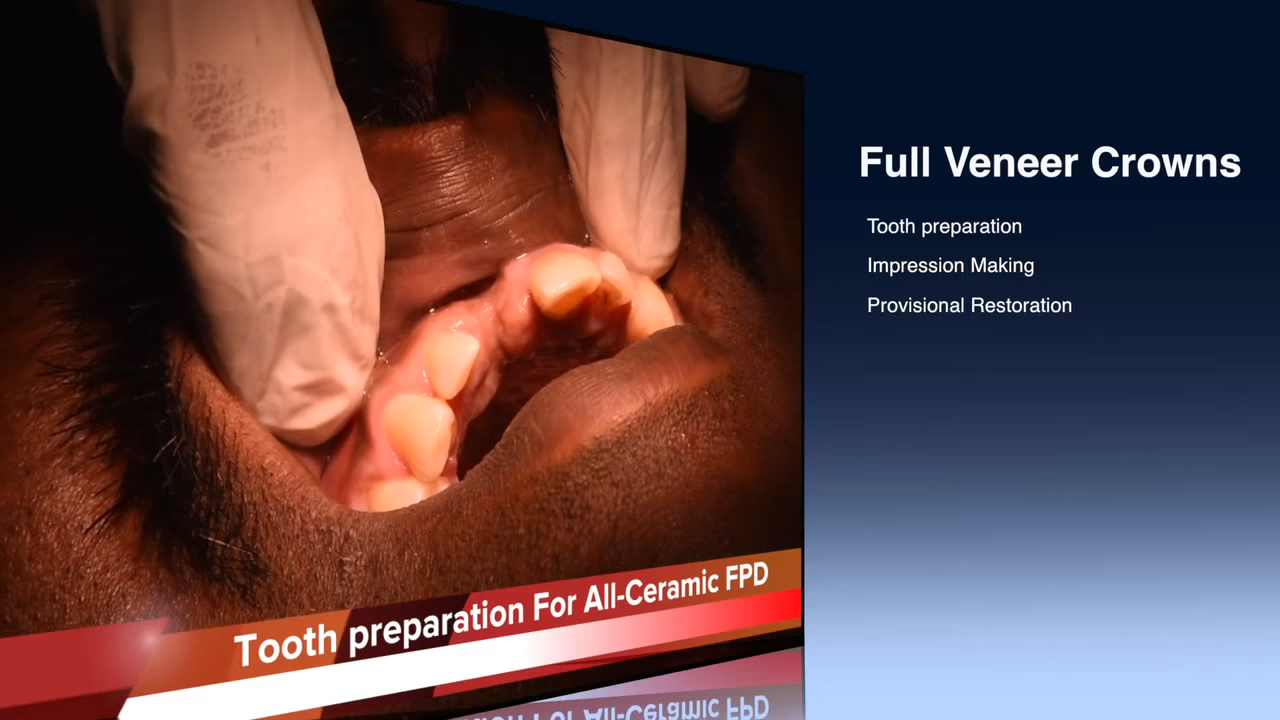 Full Veneer Crowns
Tooth preparation
Impression Making
Provisional Restoration
Tooth preparation For All-Ceramic FPD